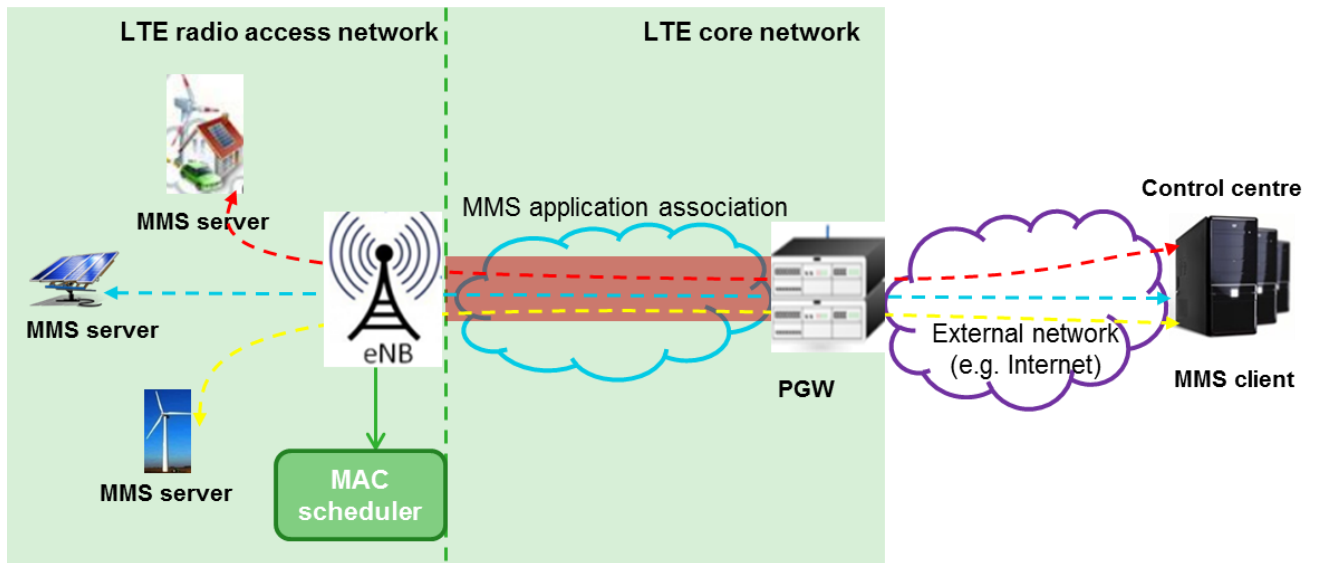 LTE radio access network
LTE core network
MMS server
MMS application association
Control centre
MMS server
eNB
External network
(e.g. Internet)
PGW
MMS client
MAC
scheduler
MMS server